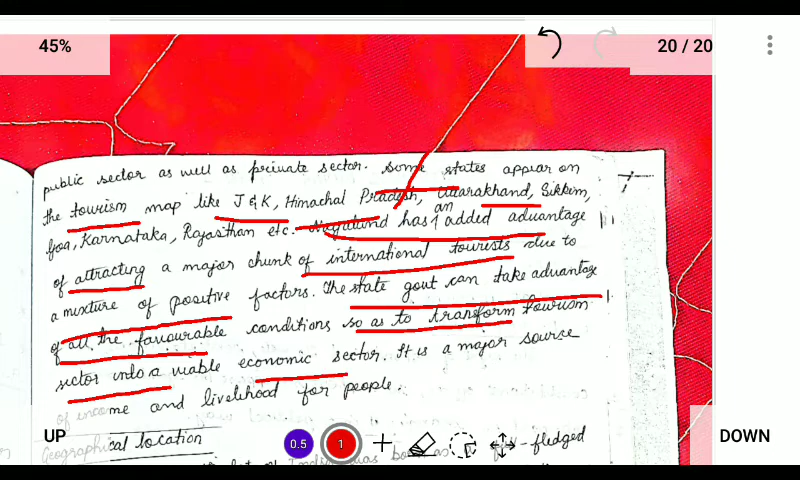 45%
20 / 20
public sector as well as private sector. Some states appear on
the tourism map like J & K, Himachal Pradesh, Uttarakhand, Sikkim,
Goa, Karnataka, Rajasthan etc. Nagaland has an added advantage
of attracting a major chunk of international tourists due to
a mixture of positive factors. The state govt can take advantage
of all the favourable conditions so as to transform tourism
sector into a viable economic sector. It is a major source
of income and livelihood for people.
UP
0.5
1
DOWN
Geographical location
fledged